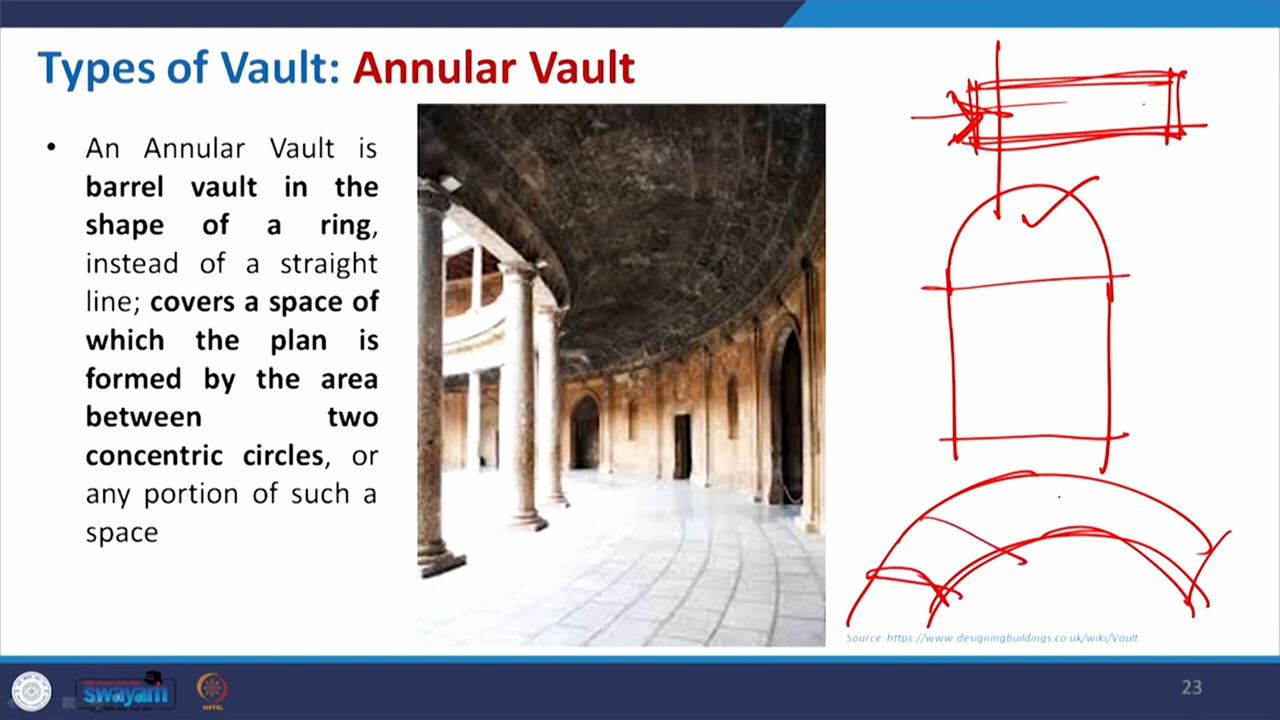 Types of Vault: Annular Vault
• An Annular Vault is
barrel vault in the
shape of a ring,
instead of a straight
line; covers a space of
which the plan is
formed by the area
between two
concentric circles, or
any portion of such a
space
Source: https://www.designingbuildings.co.uk/wiki/Vault
swayam
NPTEL
23